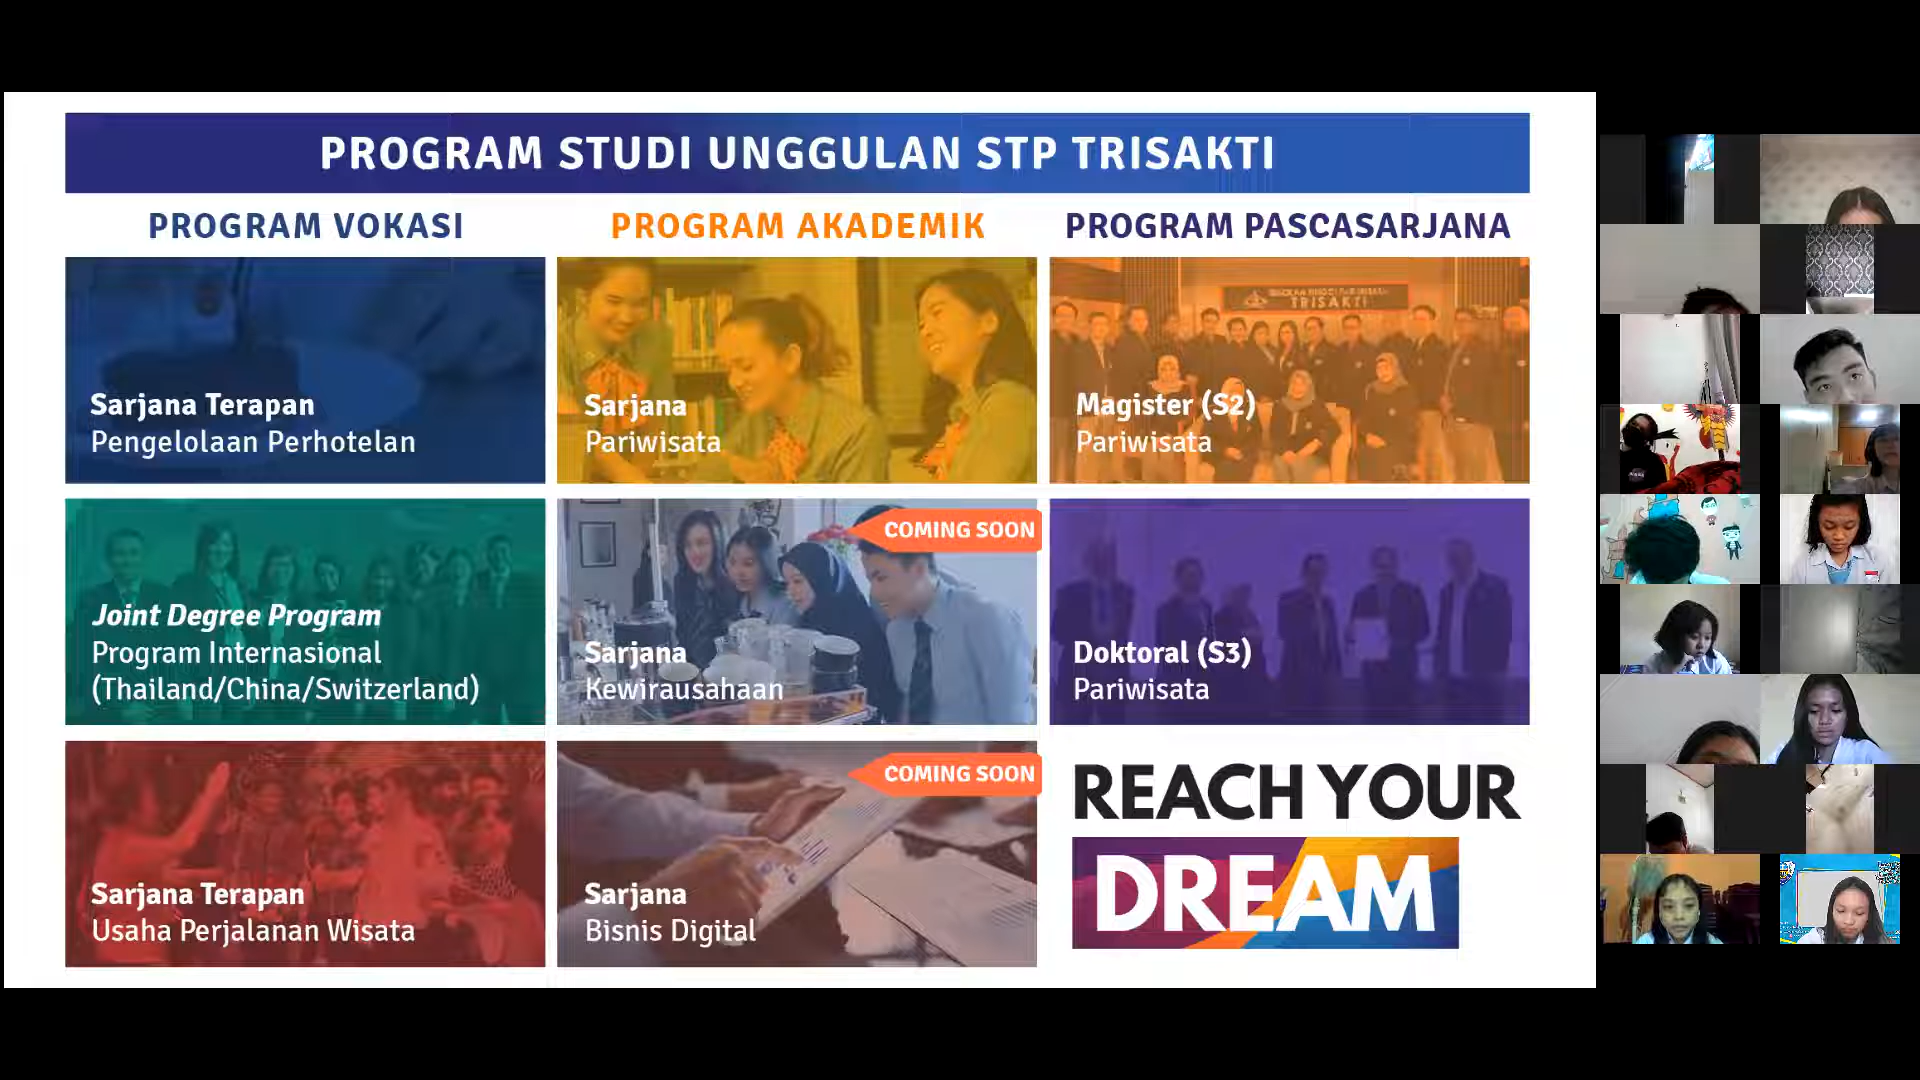 PROGRAM STUDI UNGGULAN STP TRISAKTI
PROGRAM VOKASI
Sarjana Terapan
Pengelolaan Perhotelan
Joint Degree Program
Program Internasional
(Thailand/China/Switzerland)
Sarjana Terapan
Usaha Perjalanan Wisata
PROGRAM AKADEMIK
Sarjana
Pariwisata
COMING SOON
Sarjana
Kewirausahaan
COMING SOON
Sarjana
Bisnis Digital
PROGRAM PASCASARJANA
TRISAKTI
Magister (S2)
Pariwisata
Doktoral (S3)
Pariwisata
REACH YOUR
DREAM